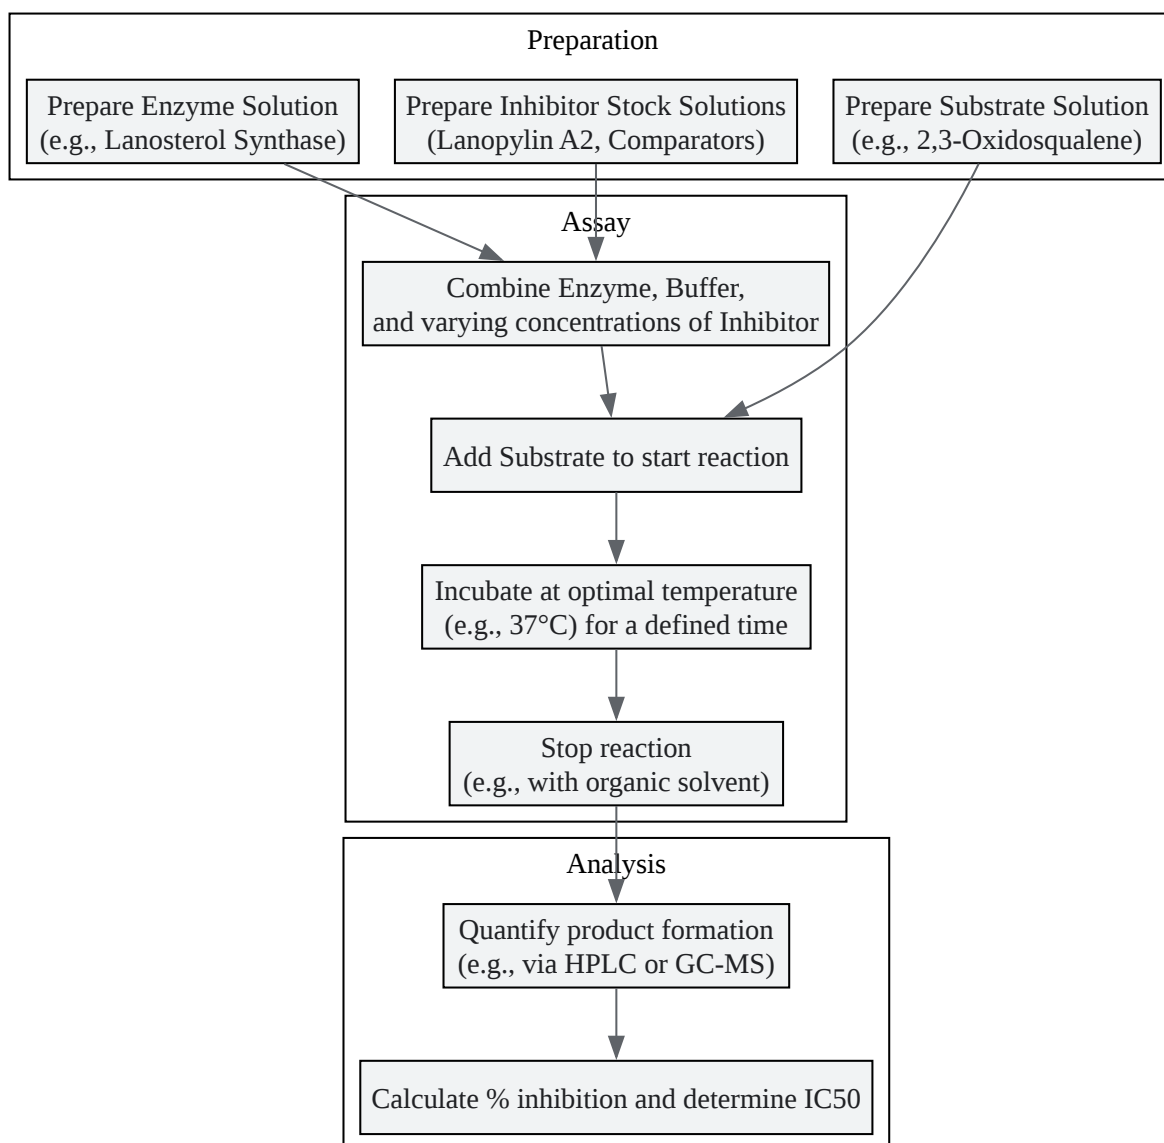 Preparation
Prepare Enzyme Solution
(e.g., Lanosterol Synthase)
Prepare Inhibitor Stock Solutions
(Lanopylin A2, Comparators)
Prepare Substrate Solution
(e.g., 2,3-Oxidosqualene)
Assay
Combine Enzyme, Buffer,
and varying concentrations of Inhibitor
Add Substrate to start reaction
Incubate at optimal temperature
(e.g., 37°C) for a defined time
Stop reaction
(e.g., with organic solvent)
Analysis
Quantify product formation
(e.g., via HPLC or GC-MS)
Calculate % inhibition and determine IC50